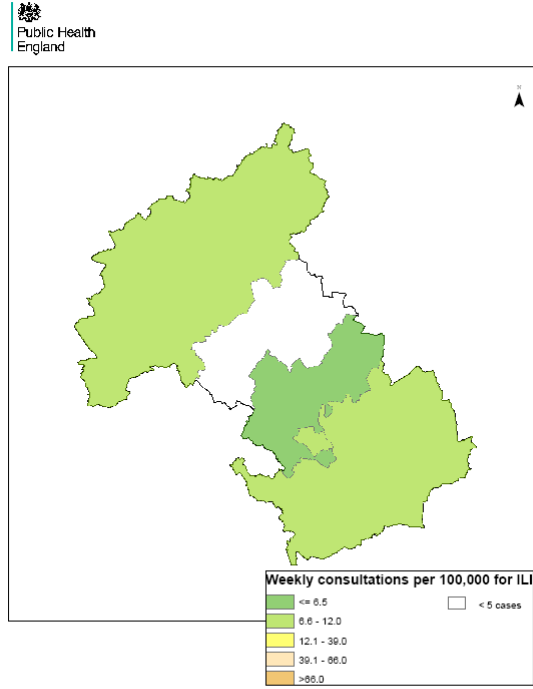 Public Health
England
N
Weekly consultations per 100,000 for ILI
<= 6.5
6.6 - 12.0
12.1 - 39.0
39.1 - 66.0
>66.0
< 5 cases